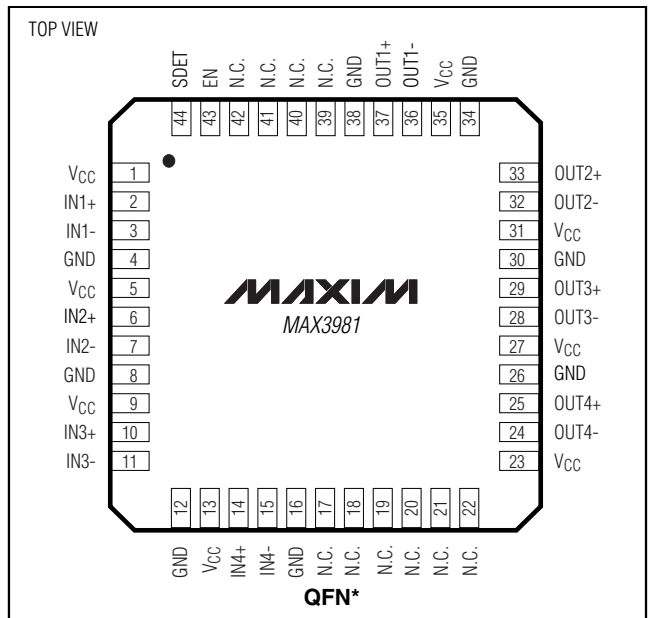 TOP VIEW
SDET EN N.C. N.C. N.C. N.C. GND OUT1+ OUT1- VCC GND
44 43 42 41 40 39 38 37 36 35 34
VCC 1
IN1+ 2
IN1- 3
GND 4
VCC 5
IN2+ 6
IN2- 7
GND 8
VCC 9
IN3+ 10
IN3- 11
MAXIM
MAX3981
33 OUT2+
32 OUT2-
31 VCC
30 GND
29 OUT3+
28 OUT3-
27 VCC
26 GND
25 OUT4+
24 OUT4-
23 VCC
12 13 14 15 16 17 18 19 20 21 22
GND VCC IN4+ IN4- GND N.C. N.C. N.C. N.C. N.C. N.C.
QFN*